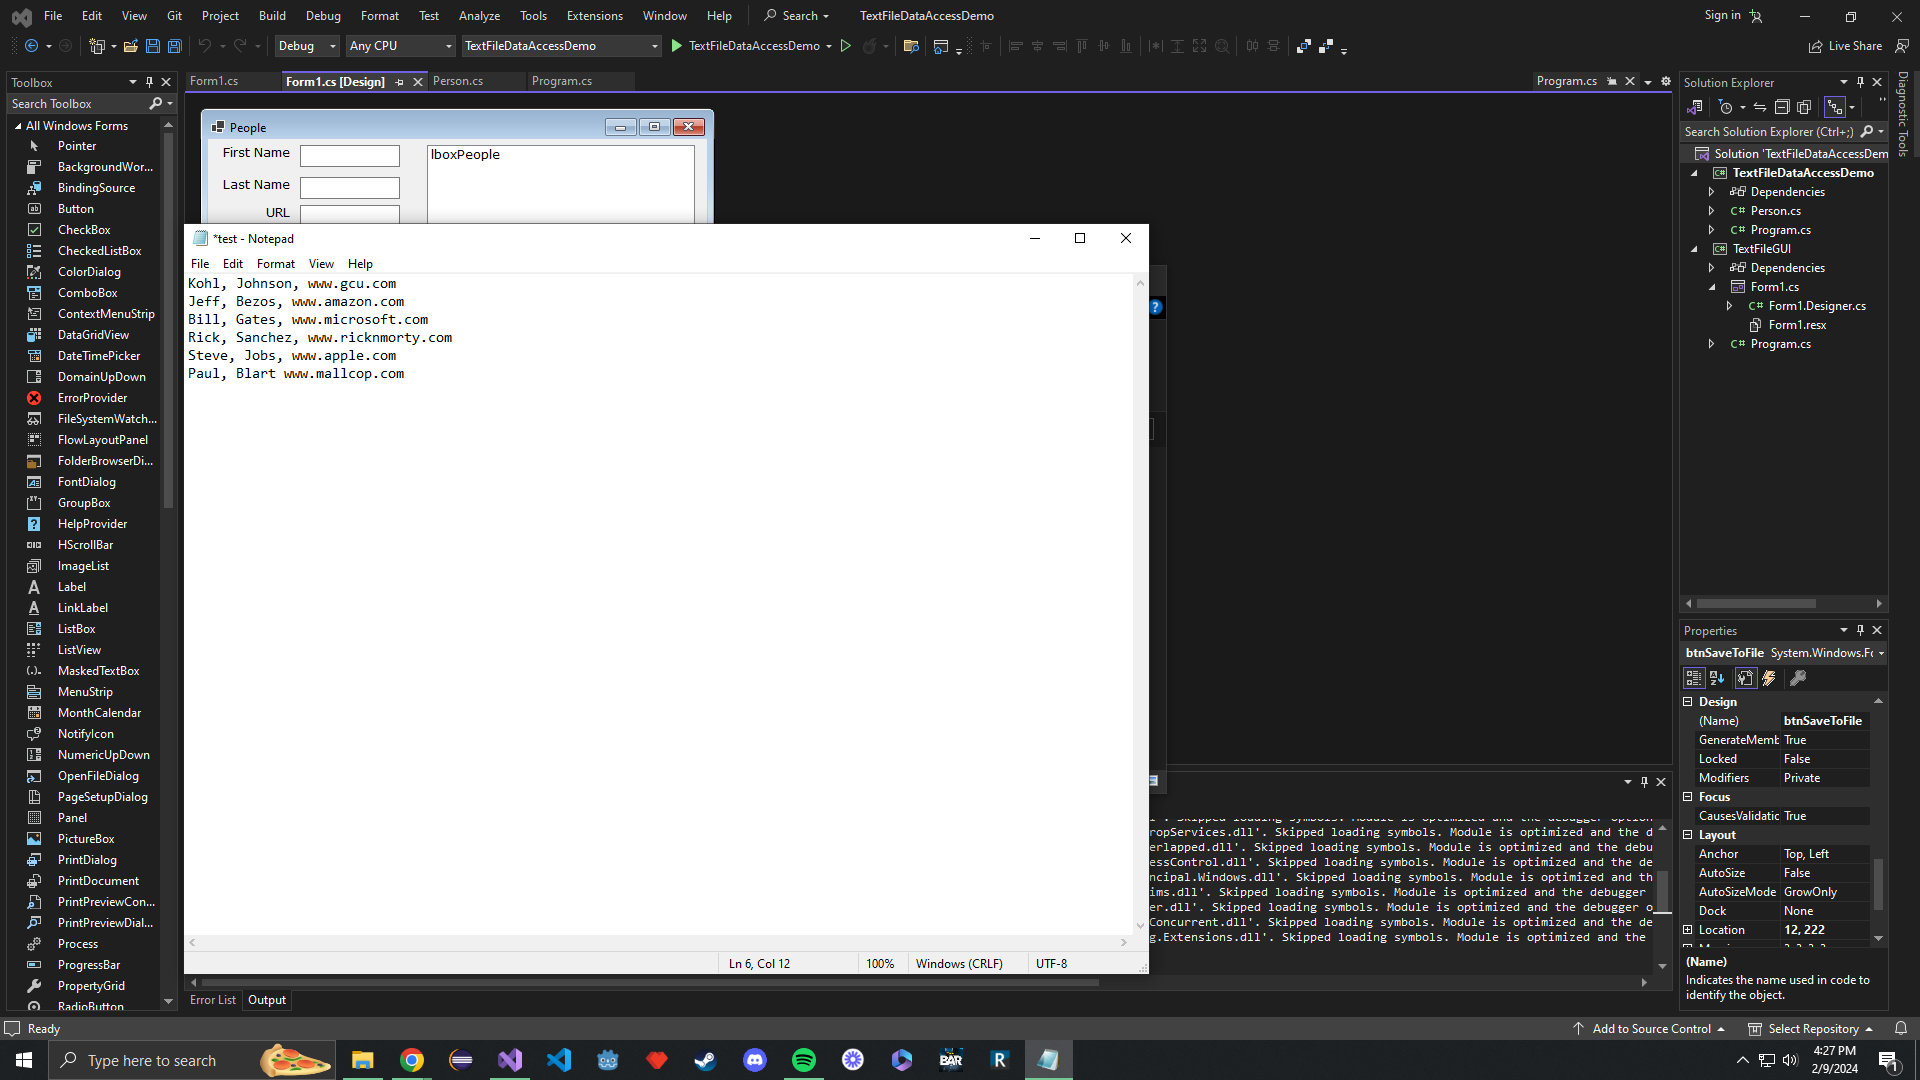 File Edit View Git Project Build Debug Format Test Analyze Tools Extensions Window Help Search TextFileDataAccessDemo Sign in
Debug Any CPU TextFileDataAccessDemo TextFileDataAccessDemo Live Share
Toolbox
Search Toolbox
All Windows Forms
Pointer
BackgroundWor...
BindingSource
Button
CheckBox
CheckedListBox
ColorDialog
ComboBox
ContextMenuStrip
DataGridView
DateTimePicker
DomainUpDown
ErrorProvider
FileSystemWatch...
FlowLayoutPanel
FolderBrowserDi...
FontDialog
GroupBox
HelpProvider
HScrollBar
ImageList
Label
LinkLabel
ListBox
ListView
MaskedTextBox
MenuStrip
MonthCalendar
NotifyIcon
NumericUpDown
OpenFileDialog
PageSetupDialog
Panel
PictureBox
PrintDialog
PrintDocument
PrintPreviewCon...
PrintPreviewDial...
Process
ProgressBar
PropertyGrid
RadioButton
Form1.cs Form1.cs [Design] Person.cs Program.cs Program.cs
People
First Name
Last Name
URL
lboxPeople
*test - Notepad
File Edit Format View Help
Kohl, Johnson, www.gcu.com
Jeff, Bezos, www.amazon.com
Bill, Gates, www.microsoft.com
Rick, Sanchez, www.ricknmorty.com
Steve, Jobs, www.apple.com
Paul, Blart www.mallcop.com
Ln 6, Col 12 100% Windows (CRLF) UTF-8
opServices.dll'. Skipped loading symbols. Module is optimized and the d
erlapped.dll'. Skipped loading symbols. Module is optimized and the debu
essControl.dll'. Skipped loading symbols. Module is optimized and the de
ncipal.Windows.dll'. Skipped loading symbols. Module is optimized and th
ims.dll'. Skipped loading symbols. Module is optimized and the debugger
er.dll'. Skipped loading symbols. Module is optimized and the debugger o
Concurrent.dll'. Skipped loading symbols. Module is optimized and the de
g.Extensions.dll'. Skipped loading symbols. Module is optimized and the
Error List Output
Solution Explorer
Search Solution Explorer (Ctrl+;)
Solution 'TextFileDataAccessDem
TextFileDataAccessDemo
Dependencies
C# Person.cs
C# Program.cs
TextFileGUI
Dependencies
Form1.cs
C# Form1.Designer.cs
Form1.resx
C# Program.cs
Diagnostic Tools
Properties
btnSaveToFile System.Windows.Fo
Design
(Name) btnSaveToFile
GenerateMemb True
Locked False
Modifiers Private
Focus
CausesValidatic True
Layout
Anchor Top, Left
AutoSize False
AutoSizeMode GrowOnly
Dock None
Location 12, 222
(Name)
Indicates the name used in code to
identify the object.
Ready Add to Source Control Select Repository
Type here to search
BAR
R
4:27 PM
2/9/2024
1